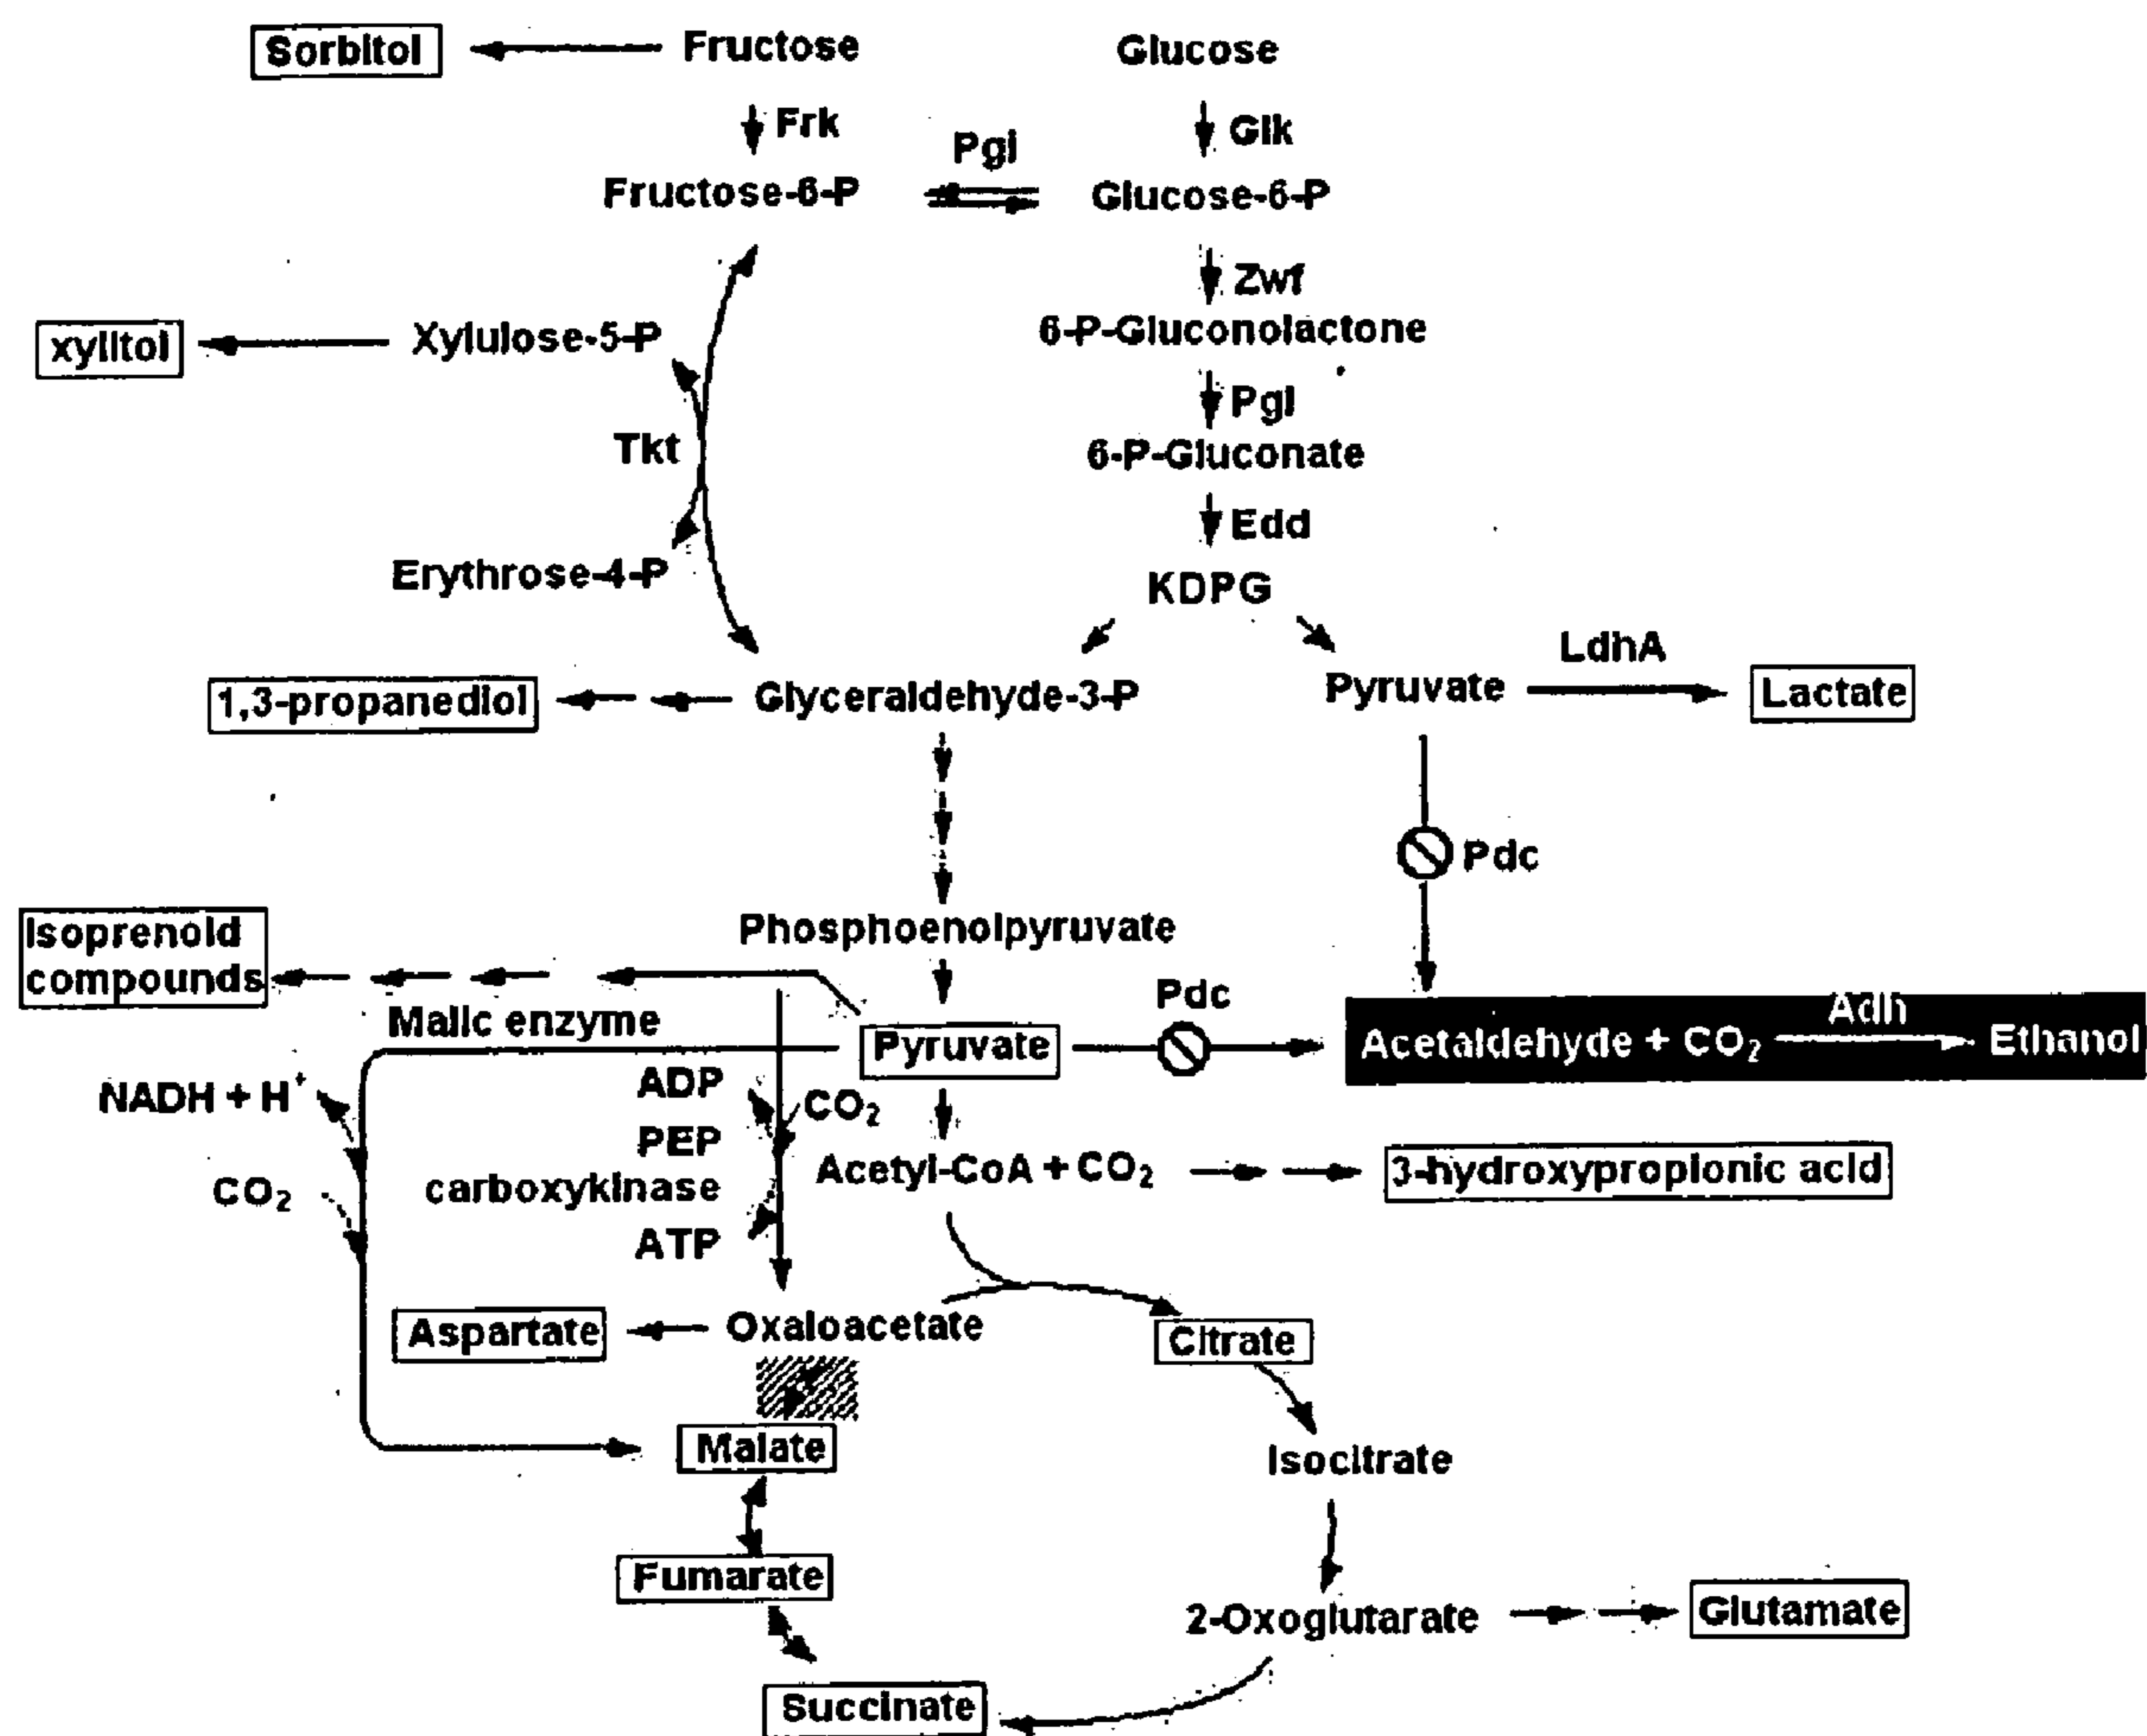 Sorbitol
Fructose
Glucose
Frk
Glk
Pgi
Fructose-6-P
Glucose-6-P
Zwf
xylitol
Xylulose-5-P
6-P-Gluconolactone
Pgl
Tkt
6-P-Gluconate
Edd
Erythrose-4-P
KDPG
LdhA
1,3-propanediol
Glyceraldehyde-3-P
Pyruvate
Lactate
Pdc
Phosphoenolpyruvate
Isoprenoid
compounds
Malic enzyme
Pyruvate
Pdc
Acetaldehyde + CO₂
Adh
Ethanol
NADH + H⁺
ADP
CO₂
PEP
carboxykinase
ATP
CO₂
Acetyl-CoA + CO₂
3-hydroxypropionic acid
Aspartate
Oxaloacetate
Citrate
Malate
Isocitrate
Fumarate
2-Oxoglutarate
Glutamate
Succinate